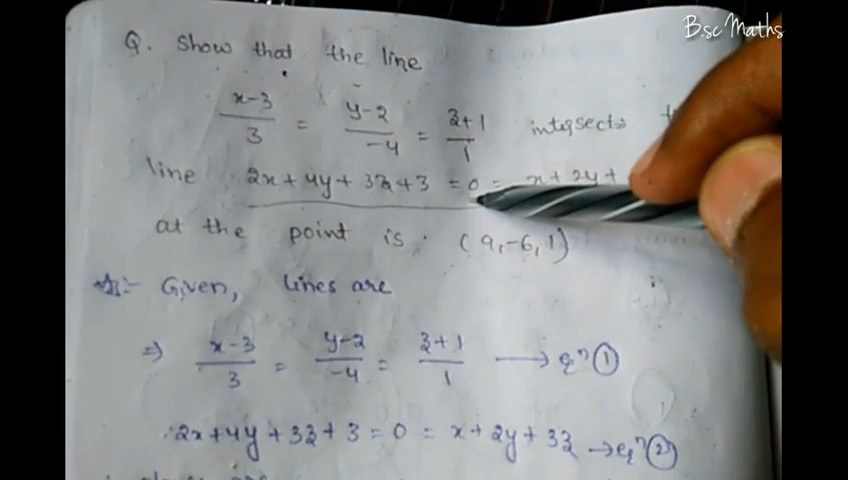 B.sc Maths
Q. Show that the line
x-3/3 = y-2/-4 = z+1/1 intersects
line 2x+4y+3z+3 =0= x+2y+
at the point is. (9,-6,1)
:- Given, lines are
⇒ x-3/3 = y-2/-4 = z+1/1 → eqⁿ ①
2x+4y+3z+3=0=x+2y+3z → eqⁿ ②